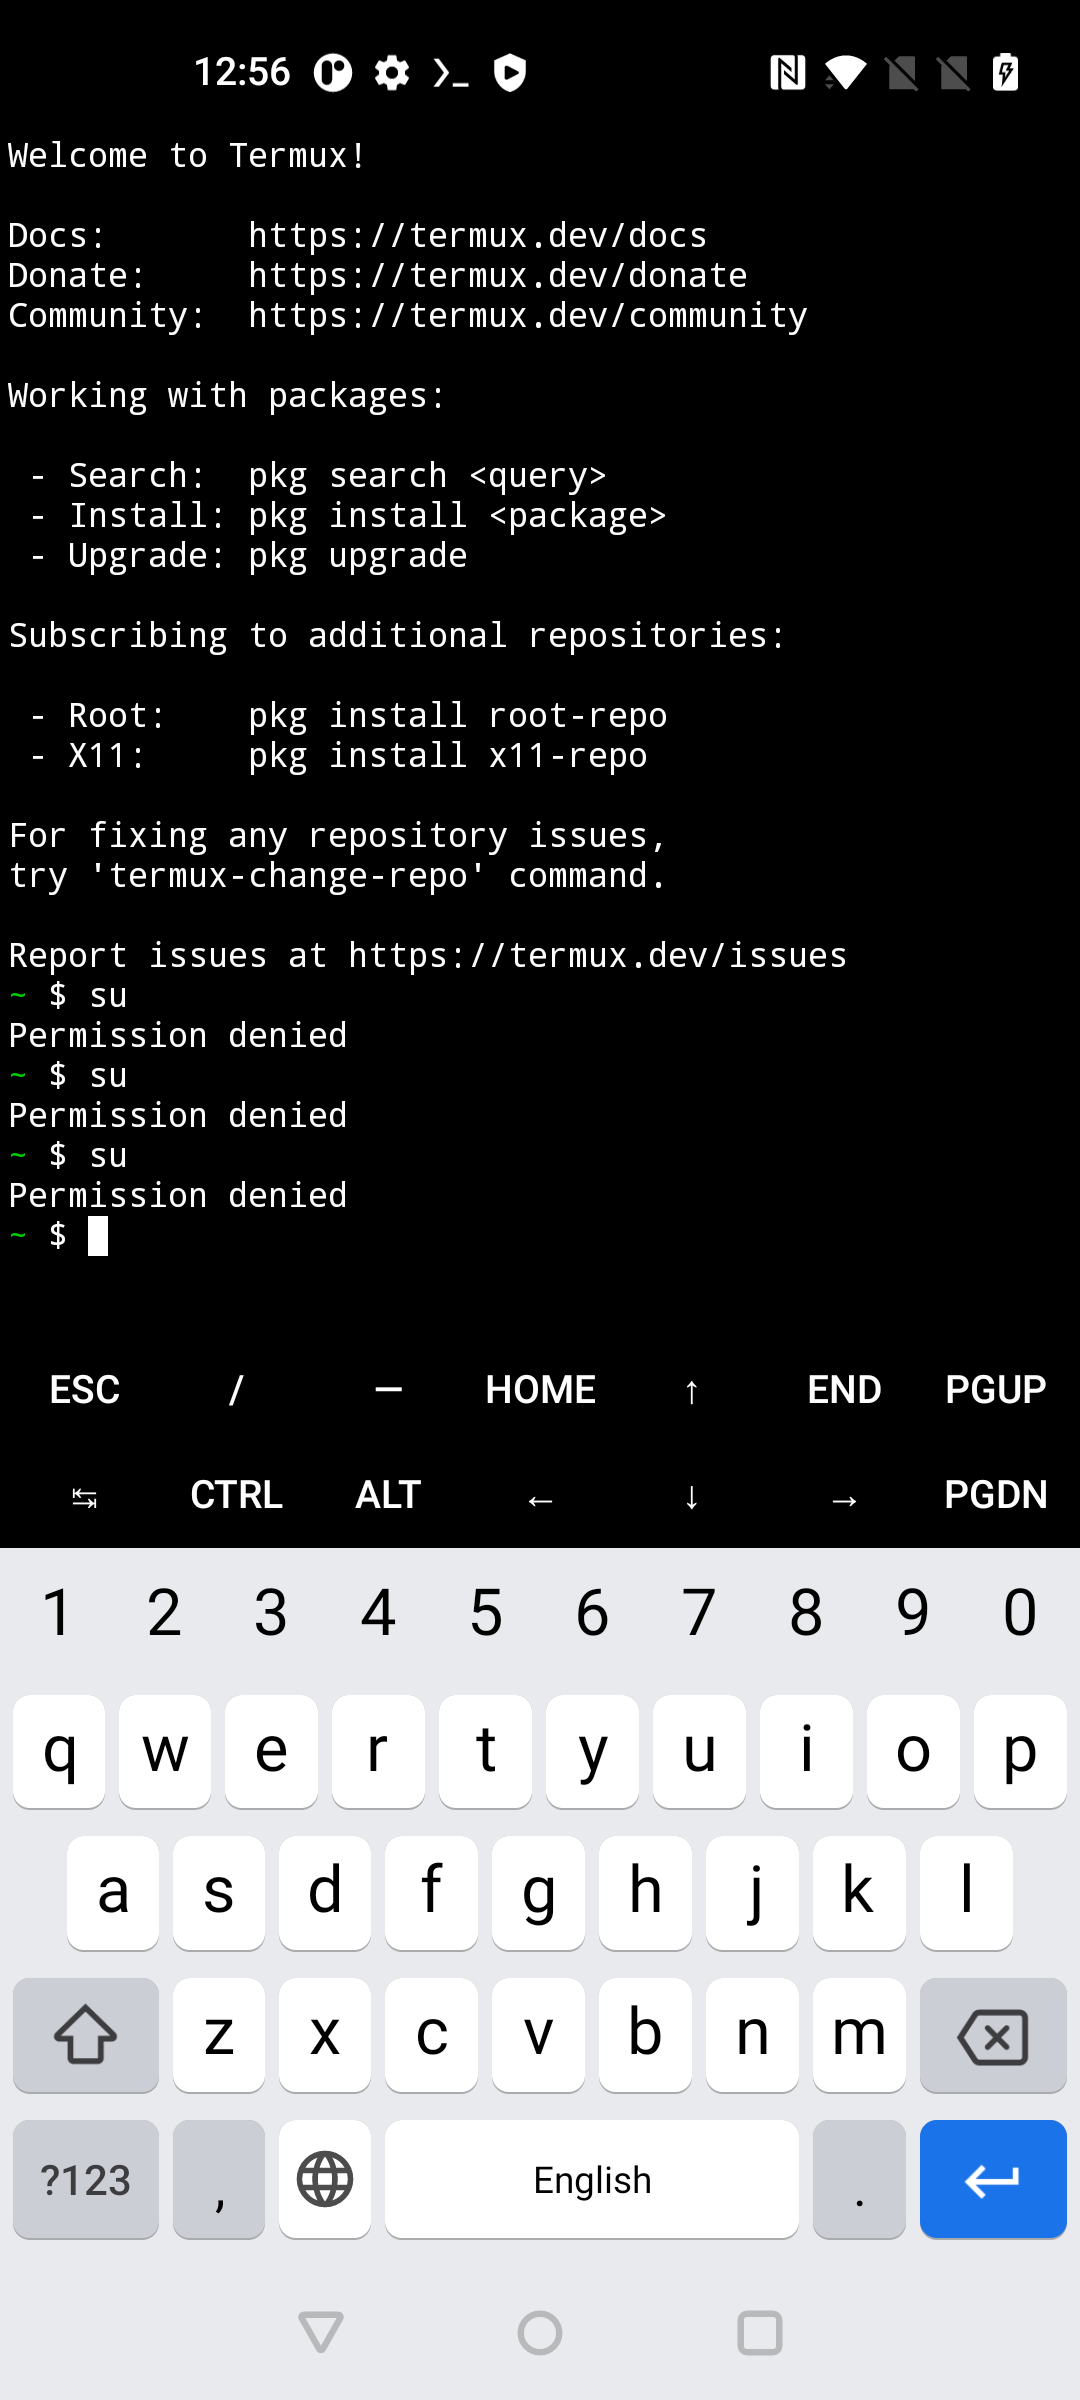 12:56
Welcome to Termux!
Docs:       https://termux.dev/docs
Donate:     https://termux.dev/donate
Community:  https://termux.dev/community
Working with packages:
 - Search:  pkg search <query>
 - Install: pkg install <package>
 - Upgrade: pkg upgrade
Subscribing to additional repositories:
 - Root:    pkg install root-repo
 - X11:     pkg install x11-repo
For fixing any repository issues,
try 'termux-change-repo' command.
Report issues at https://termux.dev/issues
~ $ su
Permission denied
~ $ su
Permission denied
~ $ su
Permission denied
~ $
ESC / — HOME ↑ END PGUP
↹ CTRL ALT ← ↓ → PGDN
1 2 3 4 5 6 7 8 9 0
q w e r t y u i o p
a s d f g h j k l
z x c v b n m
?123 , English .